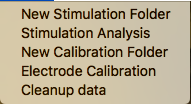 New Stimulation Folder
Stimulation Analysis
New Calibration Folder
Electrode Calibration
Cleanup data